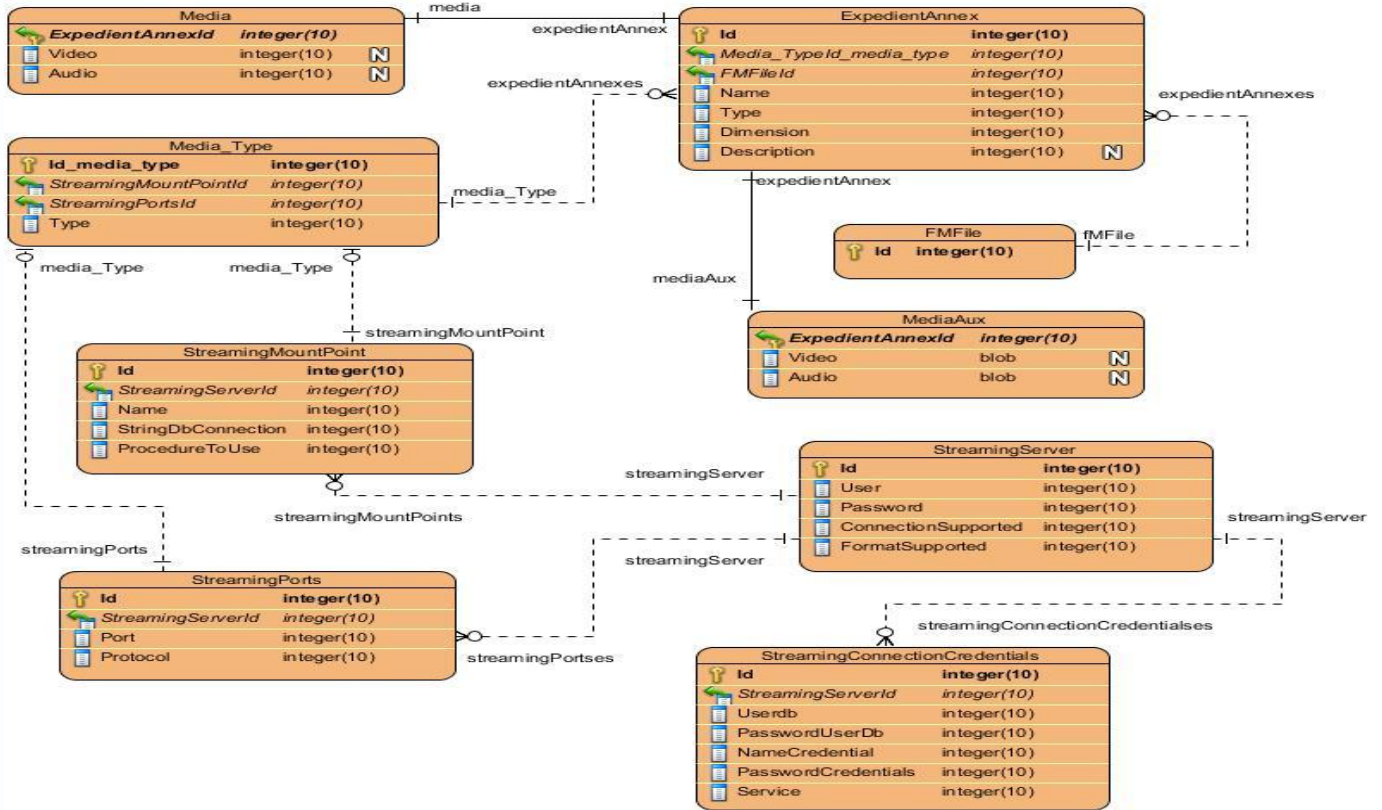 Media
ExpedientAnnexId integer(10)
Video integer(10) N
Audio integer(10) N
media
expedientAnnex
ExpedientAnnex
Id integer(10)
Media_TypeId_media_type integer(10)
FMFileId integer(10)
Name integer(10)
Type integer(10)
Dimension integer(10)
Description integer(10) N
expedientAnnexes
expedientAnnexes
Media_Type
Id_media_type integer(10)
StreamingMountPointId integer(10)
StreamingPortsId integer(10)
Type integer(10)
media_Type
expedientAnnex
FMFile
Id integer(10)
fMFile
media_Type
media_Type
mediaAux
MediaAux
ExpedientAnnexId integer(10)
Video blob N
Audio blob N
streamingMountPoint
StreamingMountPoint
Id integer(10)
StreamingServerId integer(10)
Name integer(10)
StringDbConnection integer(10)
ProcedureToUse integer(10)
streamingServer
streamingMountPoints
StreamingServer
Id integer(10)
User integer(10)
Password integer(10)
ConnectionSupported integer(10)
FormatSupported integer(10)
streamingServer
streamingServer
streamingPorts
StreamingPorts
Id integer(10)
StreamingServerId integer(10)
Port integer(10)
Protocol integer(10)
streamingPortses
streamingConnectionCredentialses
StreamingConnectionCredentials
Id integer(10)
StreamingServerId integer(10)
Userdb integer(10)
PasswordUserDb integer(10)
NameCredential integer(10)
PasswordCredentials integer(10)
Service integer(10)